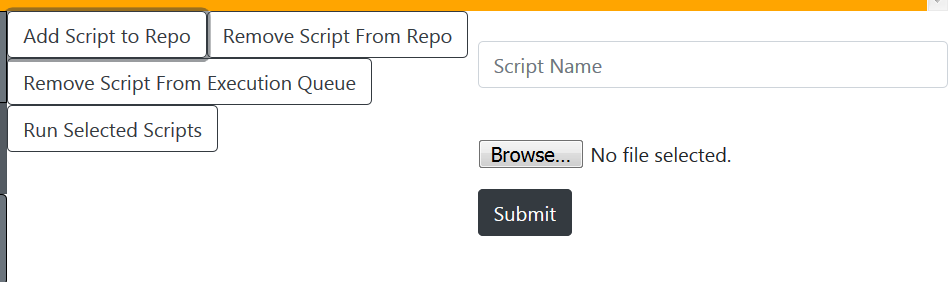 Add Script to Repo
Remove Script From Repo
Remove Script From Execution Queue
Run Selected Scripts
Script Name
Browse... No file selected.
Submit